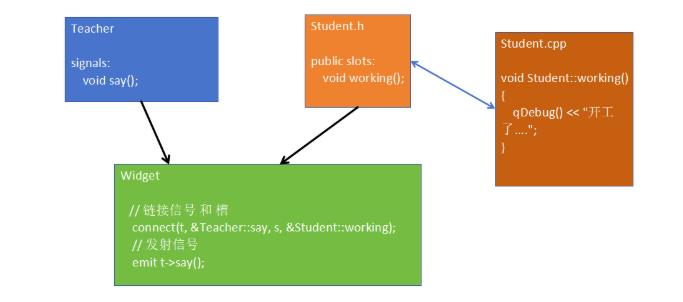 Teacher
signals:
void say();
Student.h
public slots:
void working();
Student.cpp
void Student::working()
{
qDebug() << "开工
了....";
}
Widget
// 链接信号 和 槽
connect(t, &Teacher::say, s, &Student::working);
// 发射信号
emit t->say();